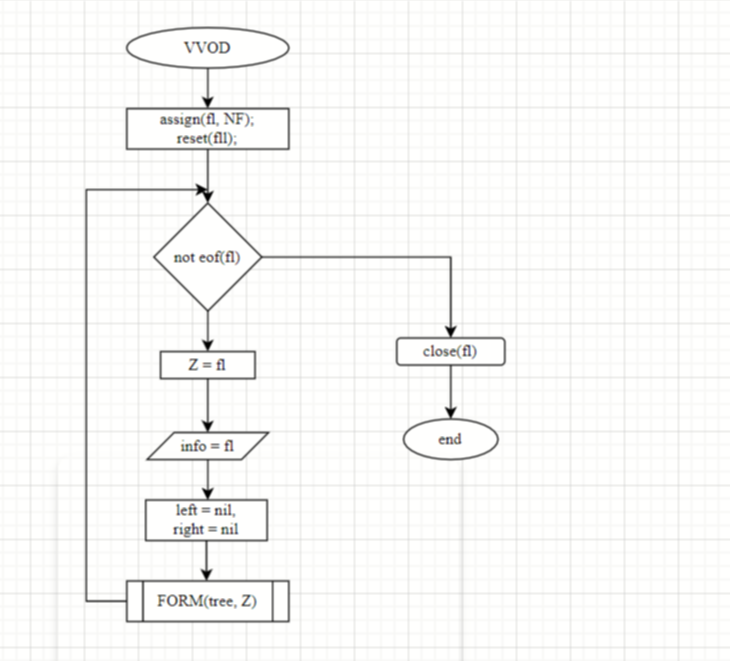 VVOD
assign(fl, NF);
reset(fll);
not eof(fl)
Z = fl
close(fl)
info = fl
end
left = nil,
right = nil
FORM(tree, Z)